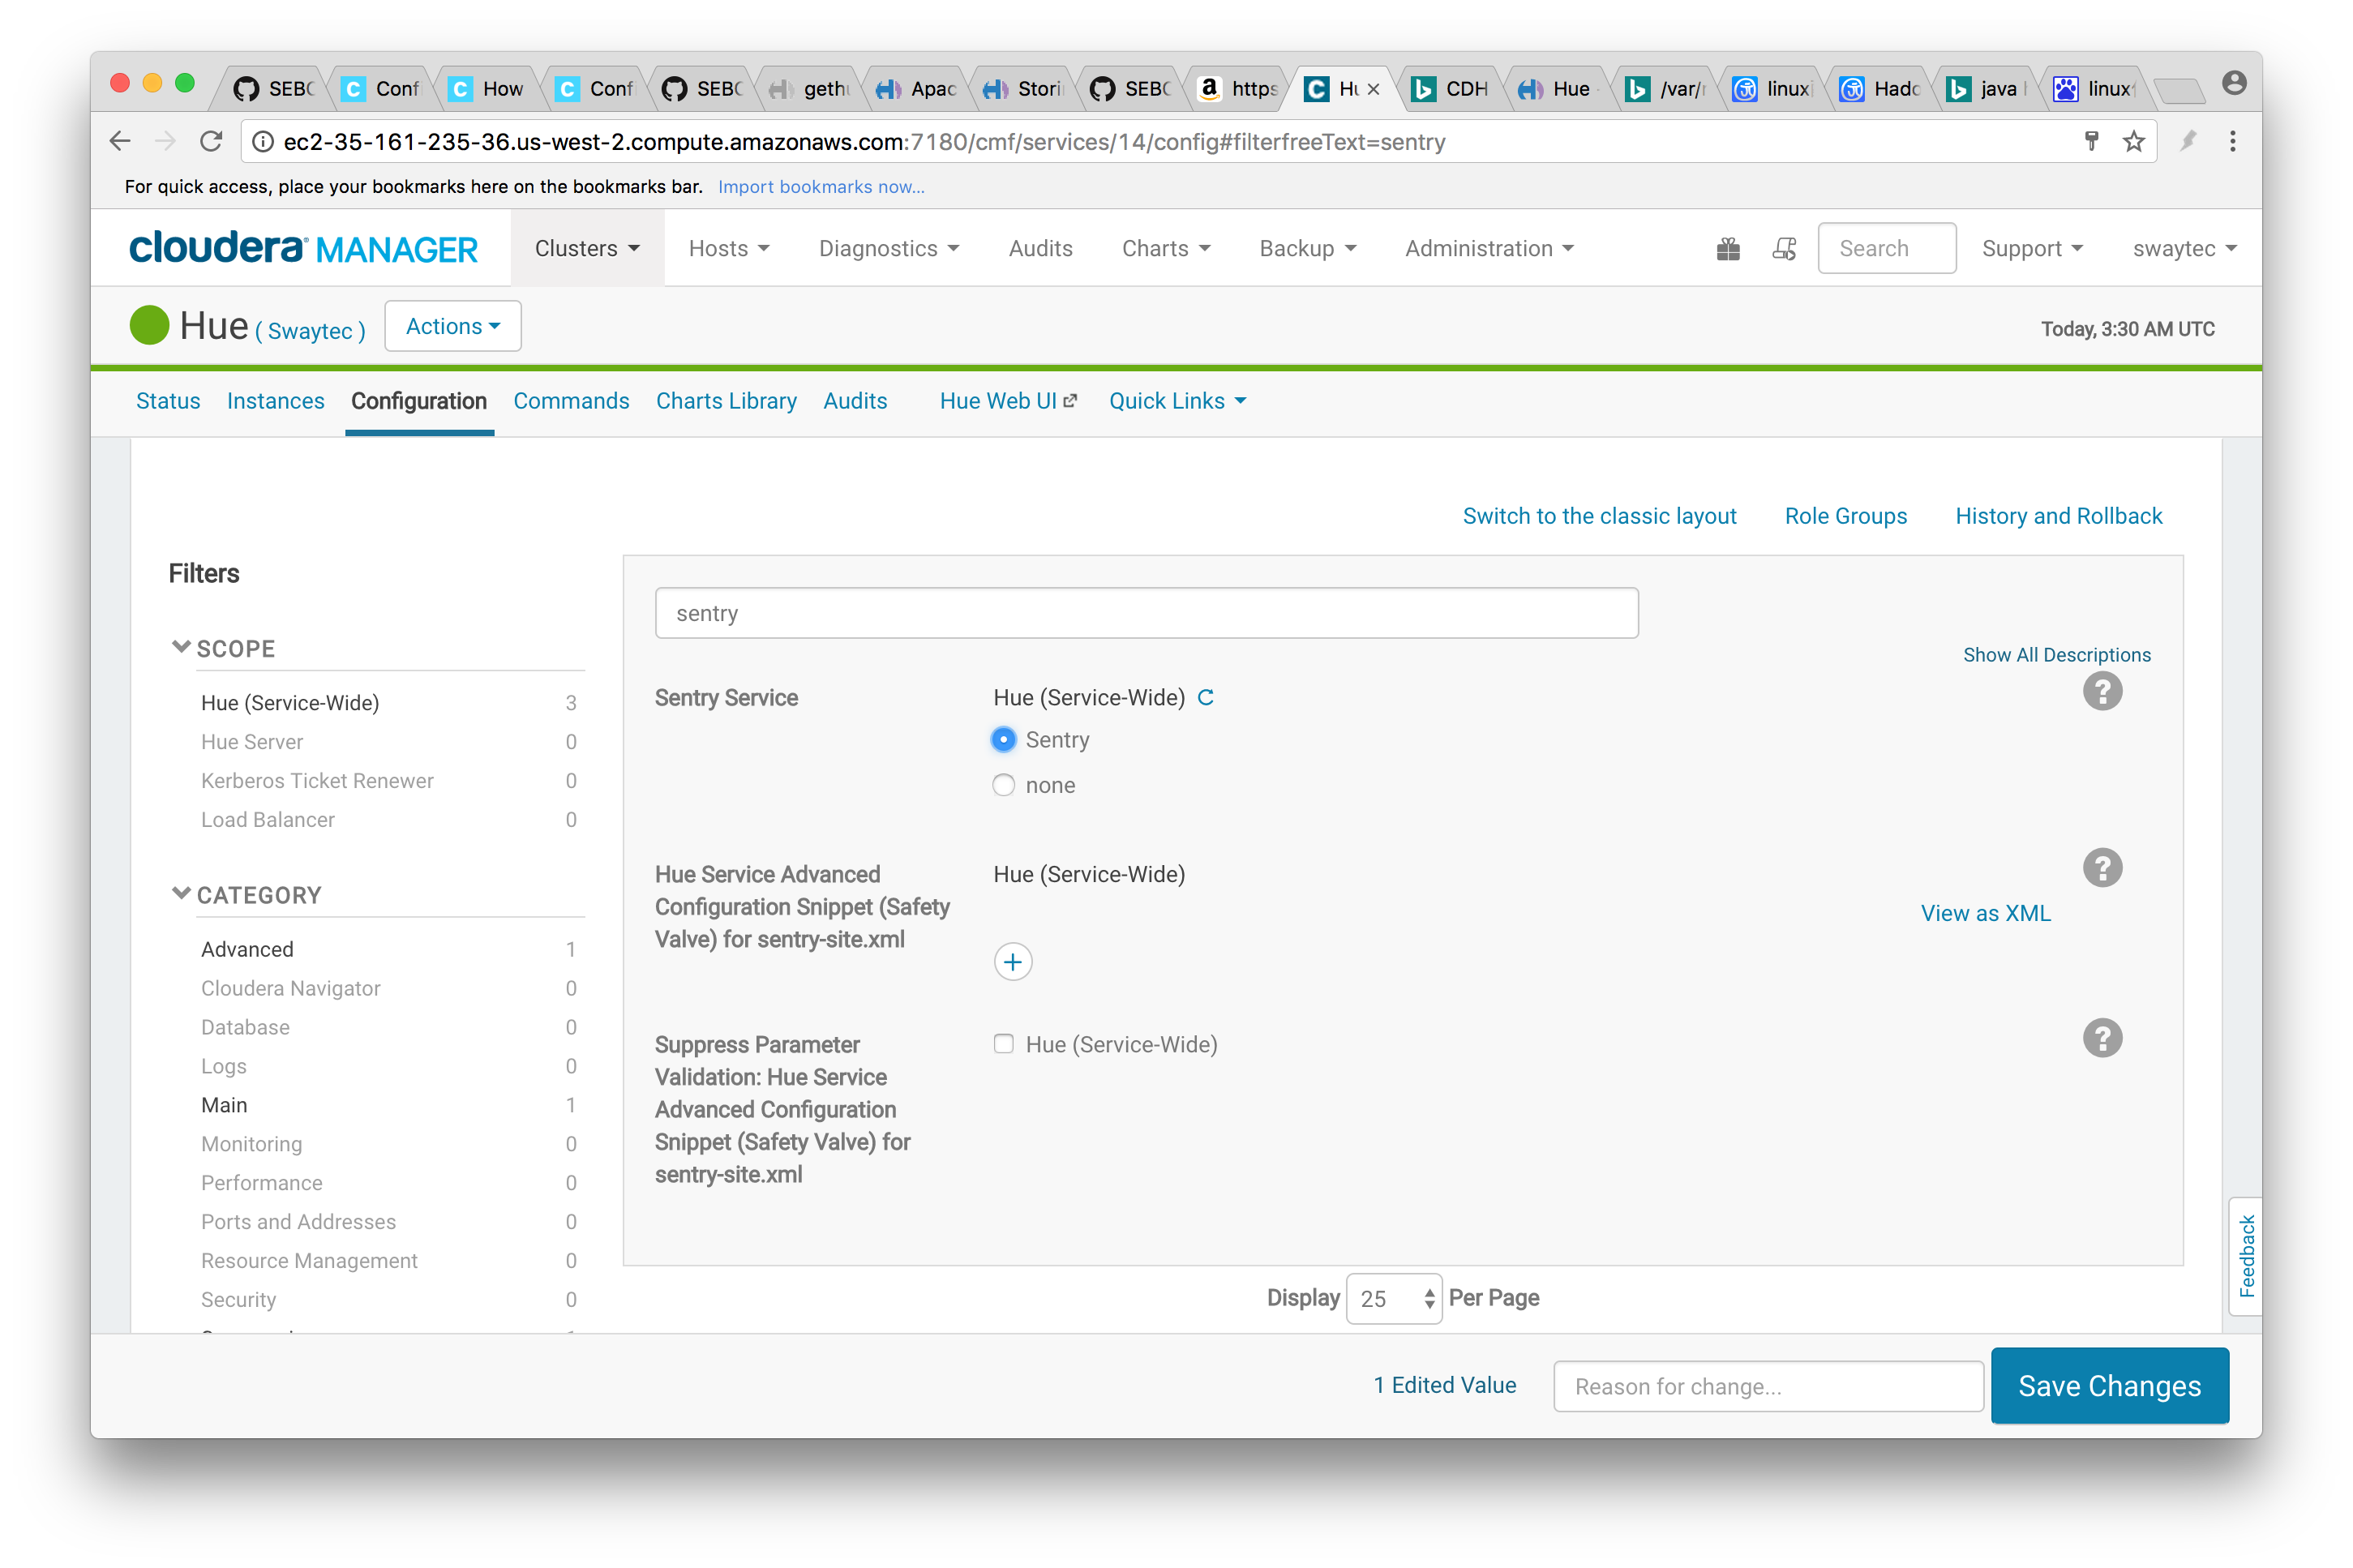 SEBC Conf How Conf SEBC gethu Apac Stori SEBC https Hu CDH Hue /var/ linux Hadc java linux
ec2-35-161-235-36.us-west-2.compute.amazonaws.com:7180/cmf/services/14/config#filterfreeText=sentry
For quick access, place your bookmarks here on the bookmarks bar. Import bookmarks now...
cloudera MANAGER Clusters Hosts Diagnostics Audits Charts Backup Administration Search Support swaytec
Hue ( Swaytec ) Actions Today, 3:30 AM UTC
Status Instances Configuration Commands Charts Library Audits Hue Web UI Quick Links
Switch to the classic layout Role Groups History and Rollback
Filters
SCOPE
Hue (Service-Wide) 3
Hue Server 0
Kerberos Ticket Renewer 0
Load Balancer 0
CATEGORY
Advanced 1
Cloudera Navigator 0
Database 0
Logs 0
Main 1
Monitoring 0
Performance 0
Ports and Addresses 0
Resource Management 0
Security 0
sentry
Show All Descriptions
Sentry Service Hue (Service-Wide)
Sentry
none
Hue Service Advanced
Configuration Snippet (Safety
Valve) for sentry-site.xml
Hue (Service-Wide)
View as XML
Suppress Parameter
Validation: Hue Service
Advanced Configuration
Snippet (Safety Valve) for
sentry-site.xml
Hue (Service-Wide)
Display 25 Per Page
Feedback
1 Edited Value Reason for change... Save Changes